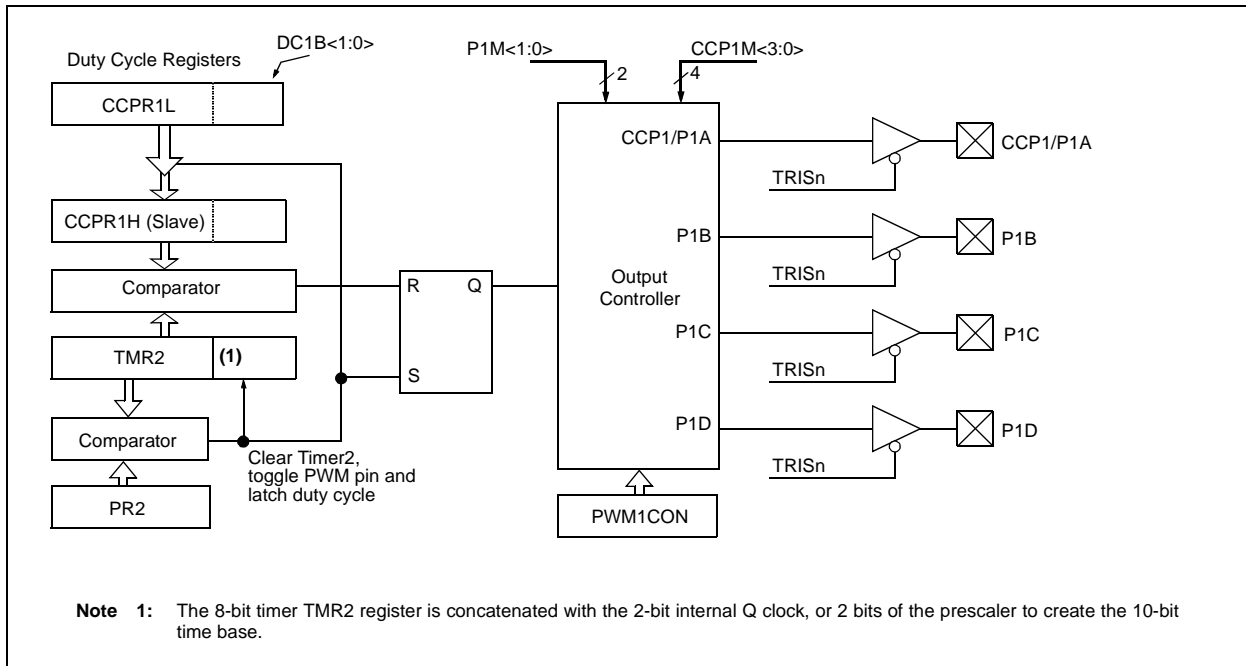 DC1B<1:0>
Duty Cycle Registers
CCPR1L
CCPR1H (Slave)
Comparator
TMR2
(1)
Comparator
PR2
Clear Timer2,
toggle PWM pin and
latch duty cycle
R
Q
S
P1M<1:0>
2
CCP1M<3:0>
4
CCP1/P1A
P1B
Output
Controller
P1C
P1D
PWM1CON
TRISn
CCP1/P1A
TRISn
P1B
TRISn
P1C
TRISn
P1D
Note 1: The 8-bit timer TMR2 register is concatenated with the 2-bit internal Q clock, or 2 bits of the prescaler to create the 10-bit
time base.